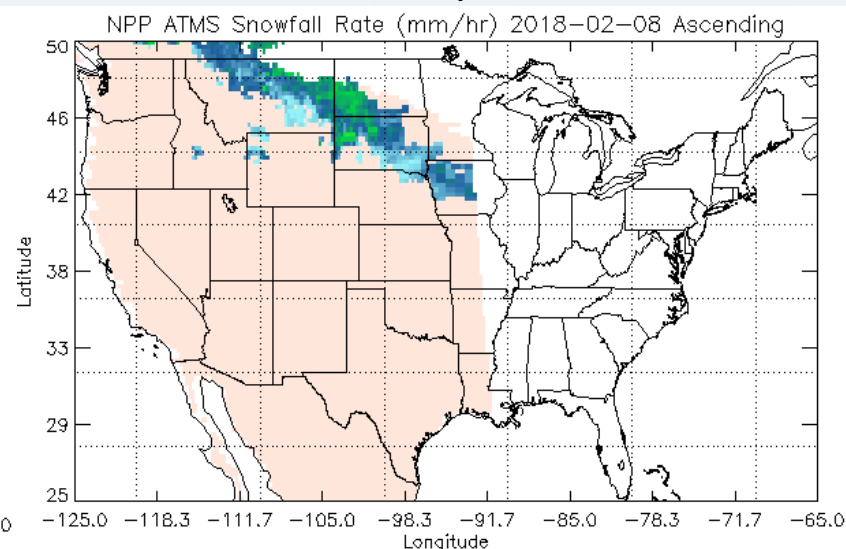 NPP ATMS Snowfall Rate (mm/hr) 2018-02-08 Ascending
50
46
42
38
33
29
25
Latitude
0 -125.0 -118.3 -111.7 -105.0 -98.3 -91.7 -85.0 -78.3 -71.7 -65.0
Longitude